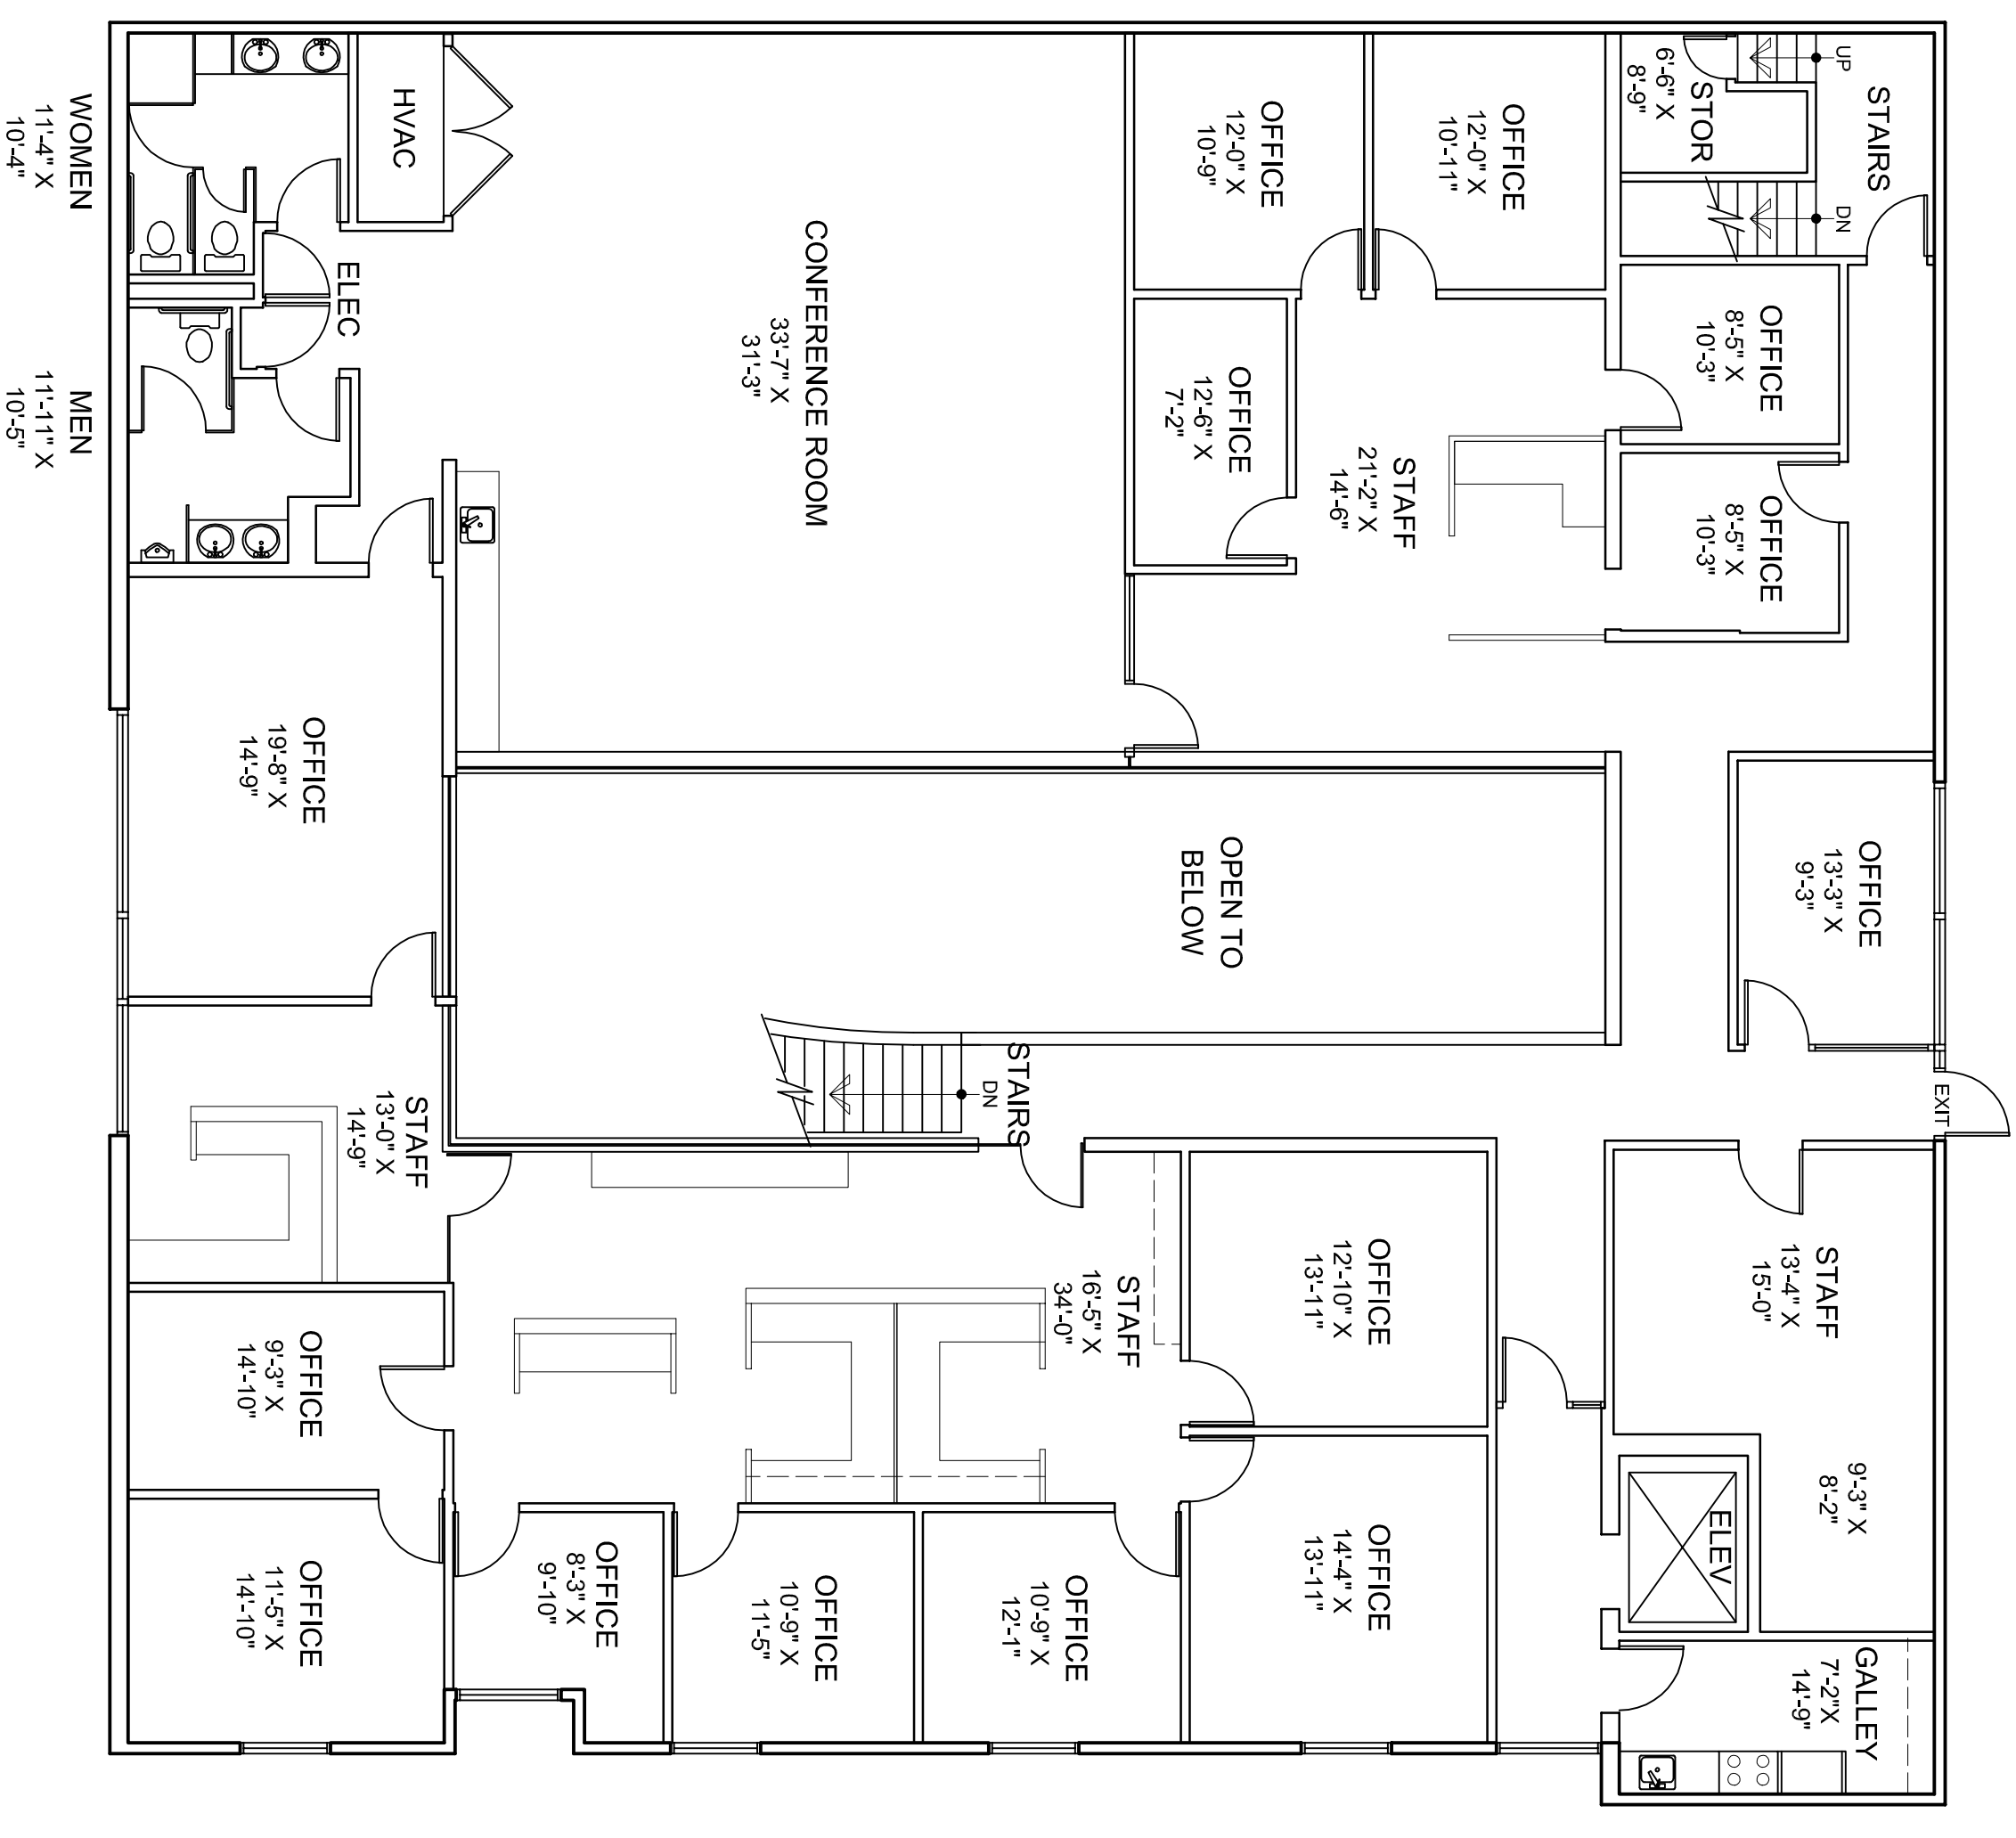 EXIT
STAIRS
UP
DN
STOR
6'-6" X
8'-9"
OFFICE
13'-3" X
9'-3"
STAFF
13'-4" X
15'-0"
9'-3" X
8'-2"
GALLEY
7'-2"X
14'-9"
ELEV
OFFICE
8'-5" X
10'-3"
OFFICE
8'-5" X
10'-3"
OFFICE
12'-0" X
10'-11"
OFFICE
12'-0" X
10'-9"
STAFF
21'-2" X
14'-6"
OFFICE
12'-6" X
7'-2"
OFFICE
12'-10" X
13'-11"
OFFICE
14'-4" X
13'-11"
OPEN TO
BELOW
STAIRS
DN
STAFF
16'-5" X
34'-0"
OFFICE
10'-9" X
12'-1"
OFFICE
10'-9" X
11'-5"
OFFICE
8'-3" X
9'-10"
CONFERENCE ROOM
33'-7" X
31'-3"
HVAC
ELEC
OFFICE
19'-8" X
14'-9"
STAFF
13'-0" X
14'-9"
OFFICE
9'-3" X
14'-10"
OFFICE
11'-5" X
14'-10"
WOMEN
11'-4" X
10'-4"
MEN
11'-11" X
10'-5"